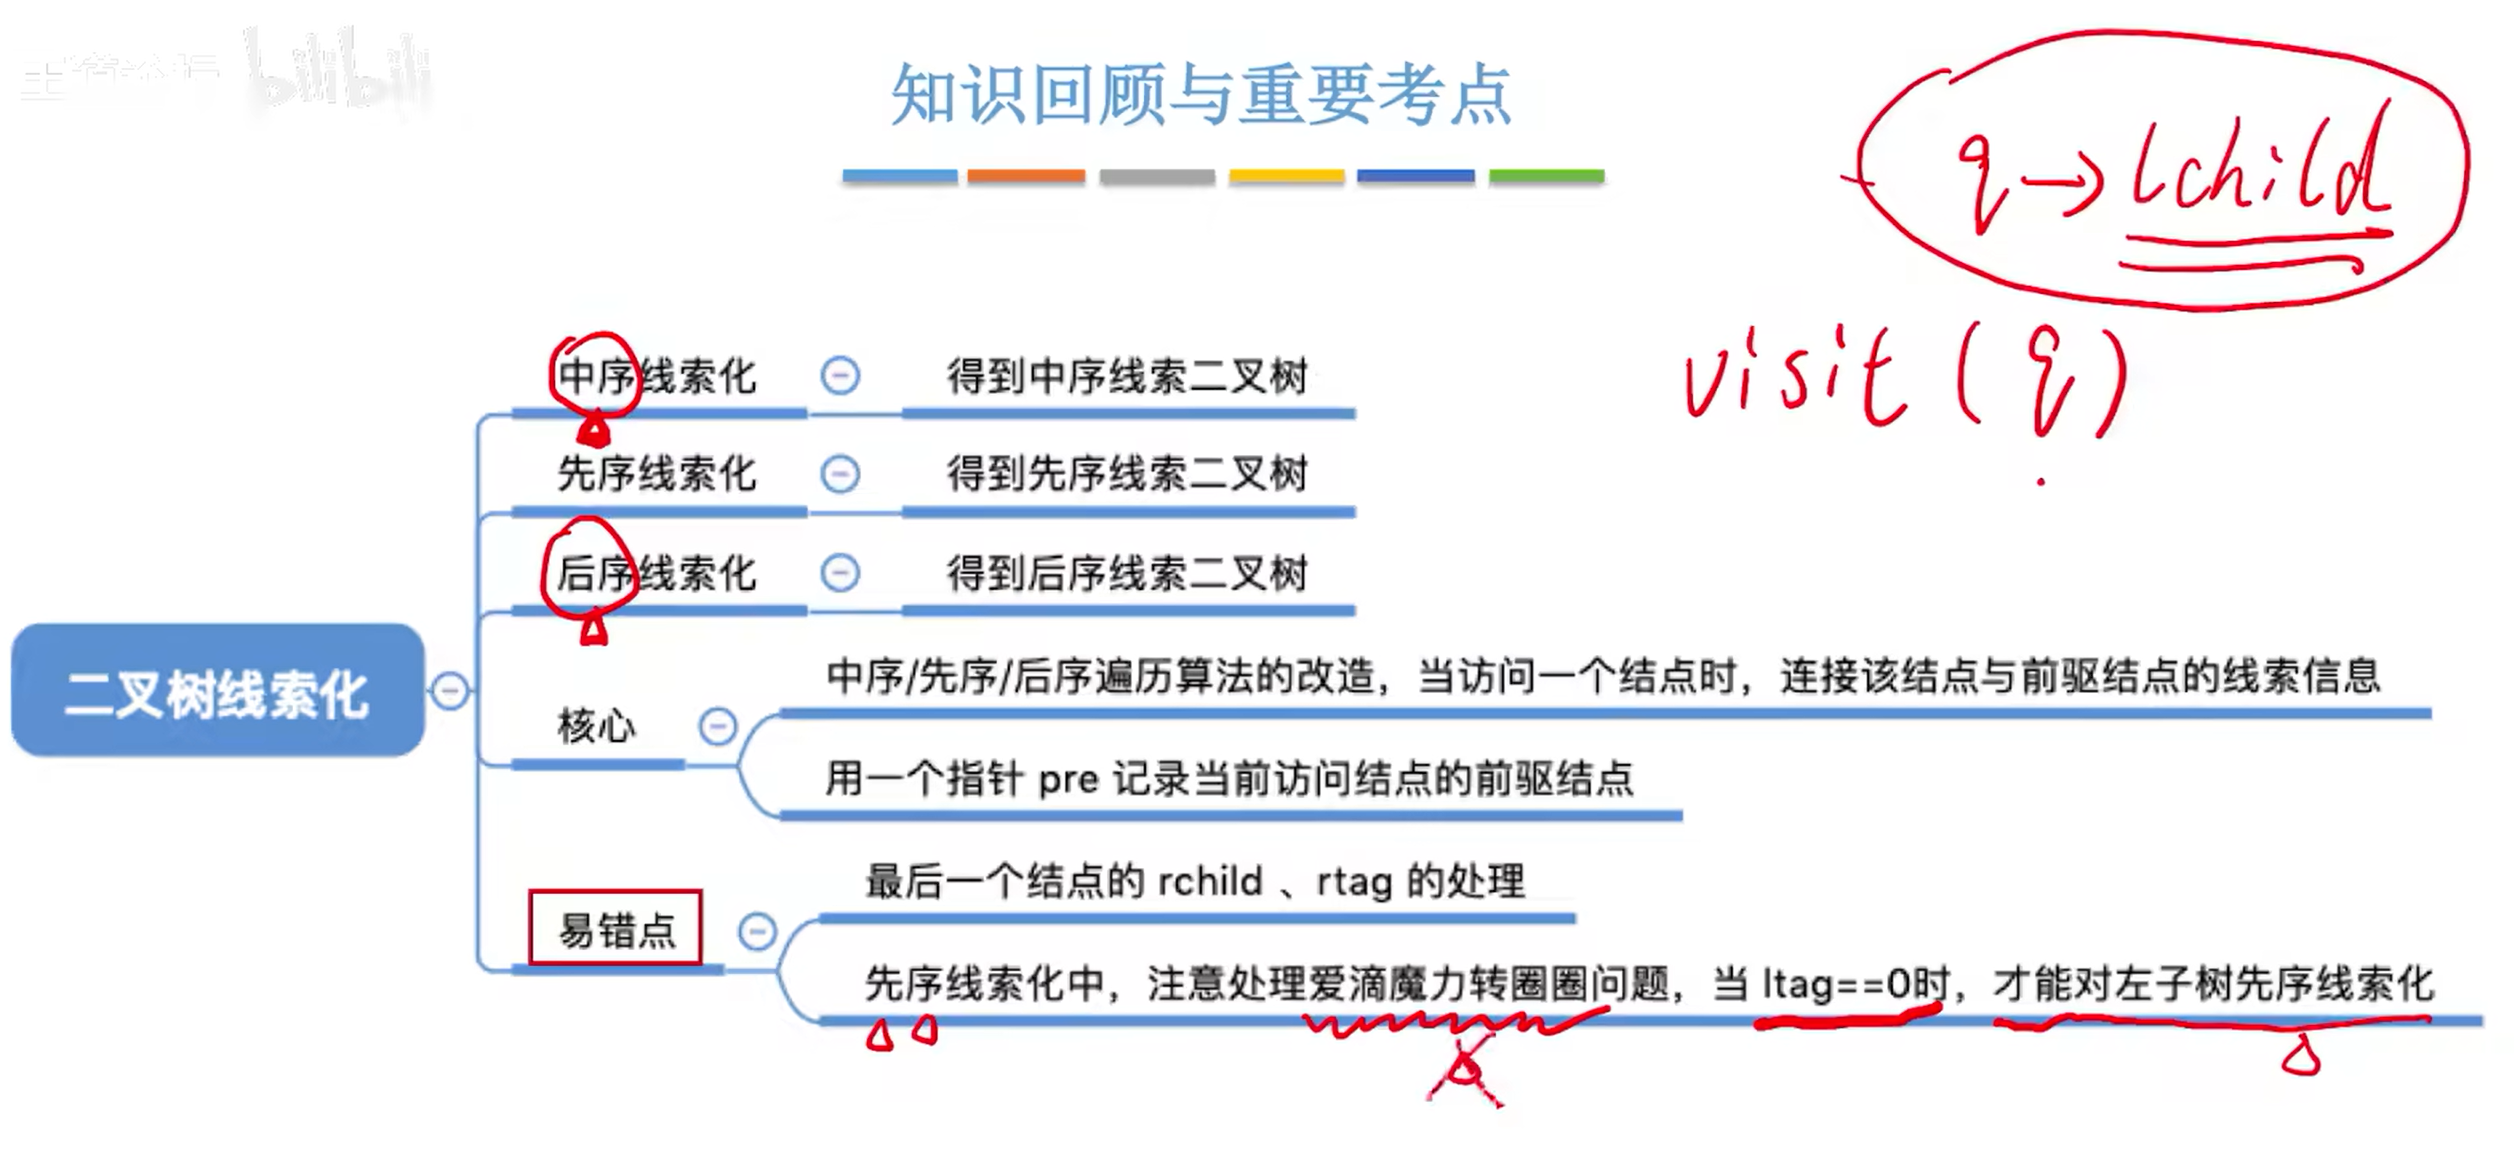 王道论坛 bilibili
知识回顾与重要考点
q→lchild
visit(q)
中序线索化 得到中序线索二叉树
先序线索化 得到先序线索二叉树
后序线索化 得到后序线索二叉树
二叉树线索化
核心
中序/先序/后序遍历算法的改造，当访问一个结点时，连接该结点与前驱结点的线索信息
用一个指针 pre 记录当前访问结点的前驱结点
易错点
最后一个结点的 rchild 、rtag 的处理
先序线索化中，注意处理爱滴魔力转圈圈问题，当 ltag==0时，才能对左子树先序线索化